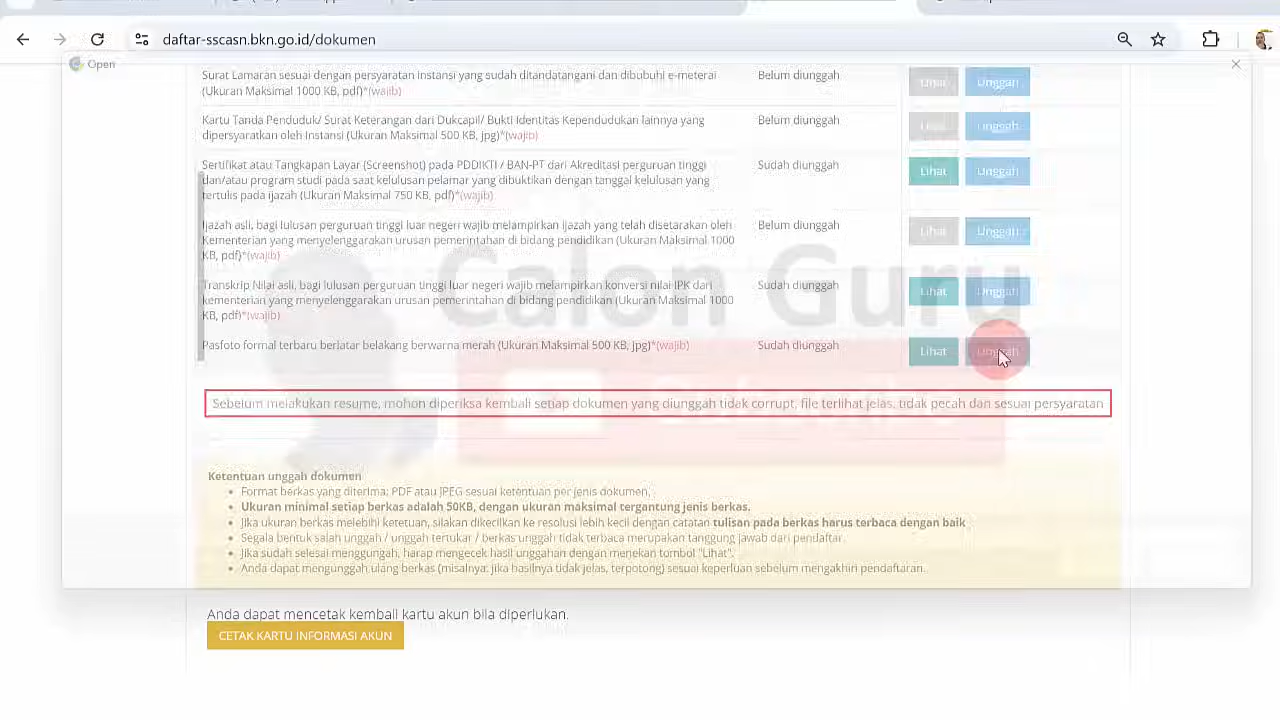 daftar-sscasn.bkn.go.id/dokumen
Open
Surat Lamaran sesuai dengan persyaratan Instansi yang sudah ditandatangani dan dibubuhi e-meterai
(Ukuran Maksimal 1000 KB, pdf)*(wajib)
Belum diunggah
Lihat
Unggah
Kartu Tanda Penduduk/ Surat Keterangan dari Dukcapil/ Bukti Identitas Kependudukan lainnya yang
dipersyaratkan oleh Instansi (Ukuran Maksimal 500 KB, jpg)*(wajib)
Belum diunggah
Lihat
Unggah
Sertifikat atau Tangkapan Layar (Screenshot) pada PDDIKTI / BAN-PT dari Akreditasi perguruan tinggi
dan/atau program studi pada saat kelulusan pelamar yang dibuktikan dengan tanggal kelulusan yang
tertulis pada ijazah (Ukuran Maksimal 750 KB, pdf)*(wajib)
Sudah diunggah
Lihat
Unggah
Ijazah asli, bagi lulusan perguruan tinggi luar negeri wajib melampirkan ijazah yang telah disetarakan oleh
Kementerian yang menyelenggarakan urusan pemerintahan di bidang pendidikan (Ukuran Maksimal 1000
KB, pdf)*(wajib)
Belum diunggah
Lihat
Unggah
Calon Guru
Transkrip Nilai asli, bagi lulusan perguruan tinggi luar negeri wajib melampirkan konversi nilai IPK dari
kementerian yang menyelenggarakan urusan pemerintahan di bidang pendidikan (Ukuran Maksimal 1000
KB, pdf)*(wajib)
Sudah diunggah
Lihat
Unggah
Pasfoto formal terbaru berlatar belakang berwarna merah (Ukuran Maksimal 500 KB, jpg)*(wajib)
Sudah diunggah
Lihat
Unggah
Sebelum melakukan resume, mohon diperiksa kembali setiap dokumen yang diunggah tidak corrupt, file terlihat jelas, tidak pecah dan sesuai persyaratan
Ketentuan unggah dokumen
Format berkas yang diterima: PDF atau JPEG sesuai ketentuan per jenis dokumen.
Ukuran minimal setiap berkas adalah 50KB, dengan ukuran maksimal tergantung jenis berkas.
Jika ukuran berkas melebihi ketetuan, silakan dikecilkan ke resolusi lebih kecil dengan catatan tulisan pada berkas harus terbaca dengan baik
Segala bentuk salah unggah / unggah tertukar / berkas unggah tidak terbaca merupakan tanggung jawab dari pendaftar.
Jika sudah selesai menggungah, harap mengecek hasil unggahan dengan menekan tombol "Lihat".
Anda dapat mengunggah ulang berkas (misalnya: jika hasilnya tidak jelas, terpotong) sesuai keperluan sebelum mengakhiri pendaftaran.
Anda dapat mencetak kembali kartu akun bila diperlukan.
CETAK KARTU INFORMASI AKUN